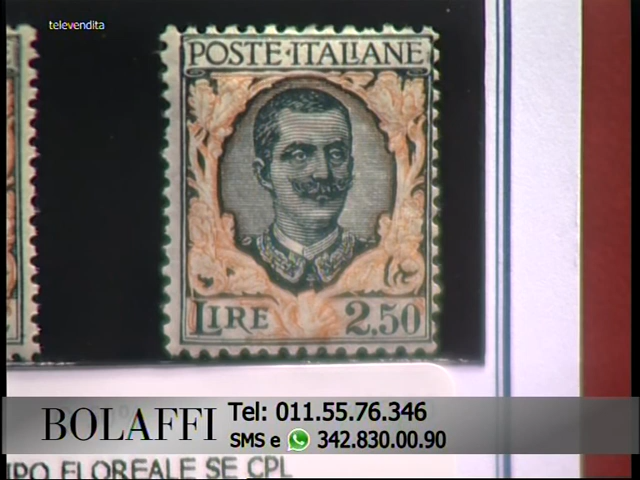 televendita
POSTE·ITALIANE
LIRE 2,50
BOLAFFI
Tel: 011.55.76.346
SMS e 342.830.00.90
IPO FLOREALE SE CPL